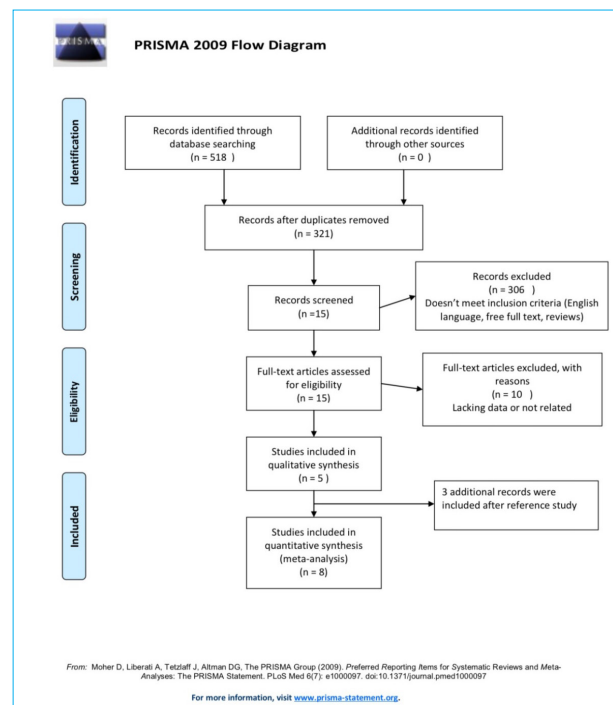 PRISMA
PRISMA 2009 Flow Diagram
Identification
Records identified through
database searching
(n = 518 )
Additional records identified
through other sources
(n = 0 )
Records after duplicates removed
(n = 321)
Screening
Records screened
(n =15)
Records excluded
(n = 306 )
Doesn't meet inclusion criteria (English
language, free full text, reviews)
Eligibility
Full-text articles assessed
for eligibility
(n = 15)
Full-text articles excluded, with
reasons
(n = 10 )
Lacking data or not related
Studies included in
qualitative synthesis
(n = 5 )
Included
3 additional records were
included after reference study
Studies included in
quantitative synthesis
(meta-analysis)
(n = 8)
From: Moher D, Liberati A, Tetzlaff J, Altman DG, The PRISMA Group (2009). Preferred Reporting Items for Systematic Reviews and Meta-
Analyses: The PRISMA Statement. PLoS Med 6(7): e1000097. doi:10.1371/journal.pmed1000097
For more information, visit www.prisma-statement.org.